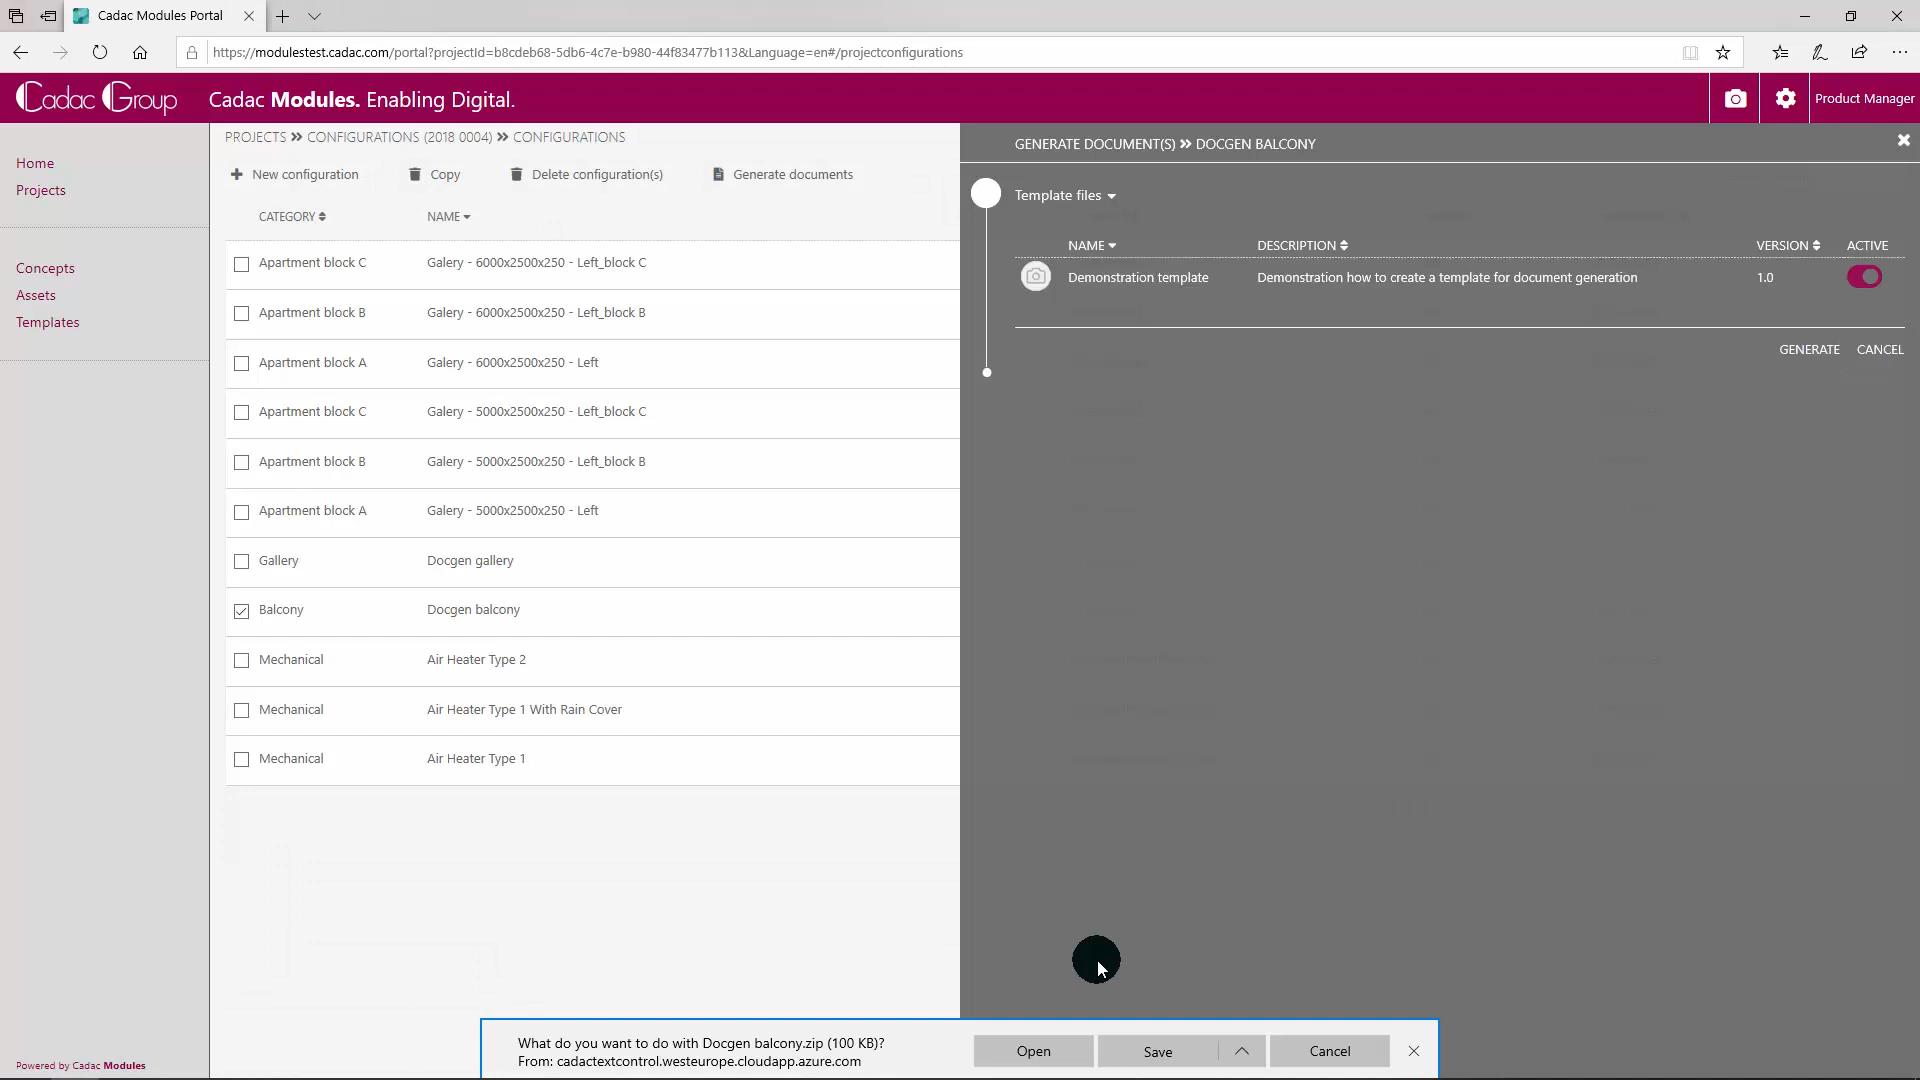 Cadac Modules Portal
https://modulestest.cadac.com/portal?projectId=b8cdeb68-5db6-4c7e-b980-44f83477b113&Language=en#/projectconfigurations
Cadac Group
Cadac Modules. Enabling Digital.
Product Manager
Home
Projects
Concepts
Assets
Templates
Powered by Cadac Modules
PROJECTS » CONFIGURATIONS (2018 0004) » CONFIGURATIONS
New configuration Copy Delete configuration(s) Generate documents
CATEGORY NAME
Apartment block C Galery - 6000x2500x250 - Left_block C
Apartment block B Galery - 6000x2500x250 - Left_block B
Apartment block A Galery - 6000x2500x250 - Left
Apartment block C Galery - 5000x2500x250 - Left_block C
Apartment block B Galery - 5000x2500x250 - Left_block B
Apartment block A Galery - 5000x2500x250 - Left
Gallery Docgen gallery
Balcony Docgen balcony
Mechanical Air Heater Type 2
Mechanical Air Heater Type 1 With Rain Cover
Mechanical Air Heater Type 1
GENERATE DOCUMENT(S) » DOCGEN BALCONY
Template files
NAME DESCRIPTION VERSION ACTIVE
Demonstration template Demonstration how to create a template for document generation 1.0
GENERATE CANCEL
What do you want to do with Docgen balcony.zip (100 KB)?
From: cadactextcontrol.westeurope.cloudapp.azure.com
Open Save Cancel